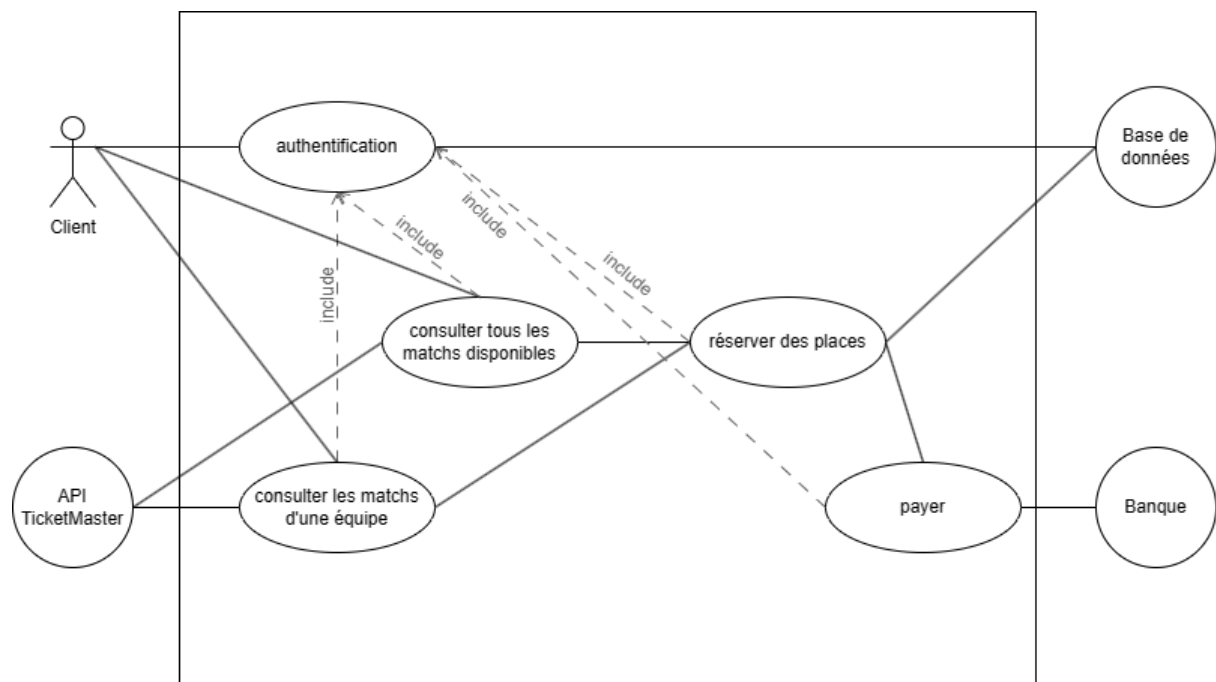 authentification
Base de
données
Client
include
include
include
include
consulter tous les
matchs disponibles
réserver des places
API
TicketMaster
consulter les matchs
d'une équipe
payer
Banque